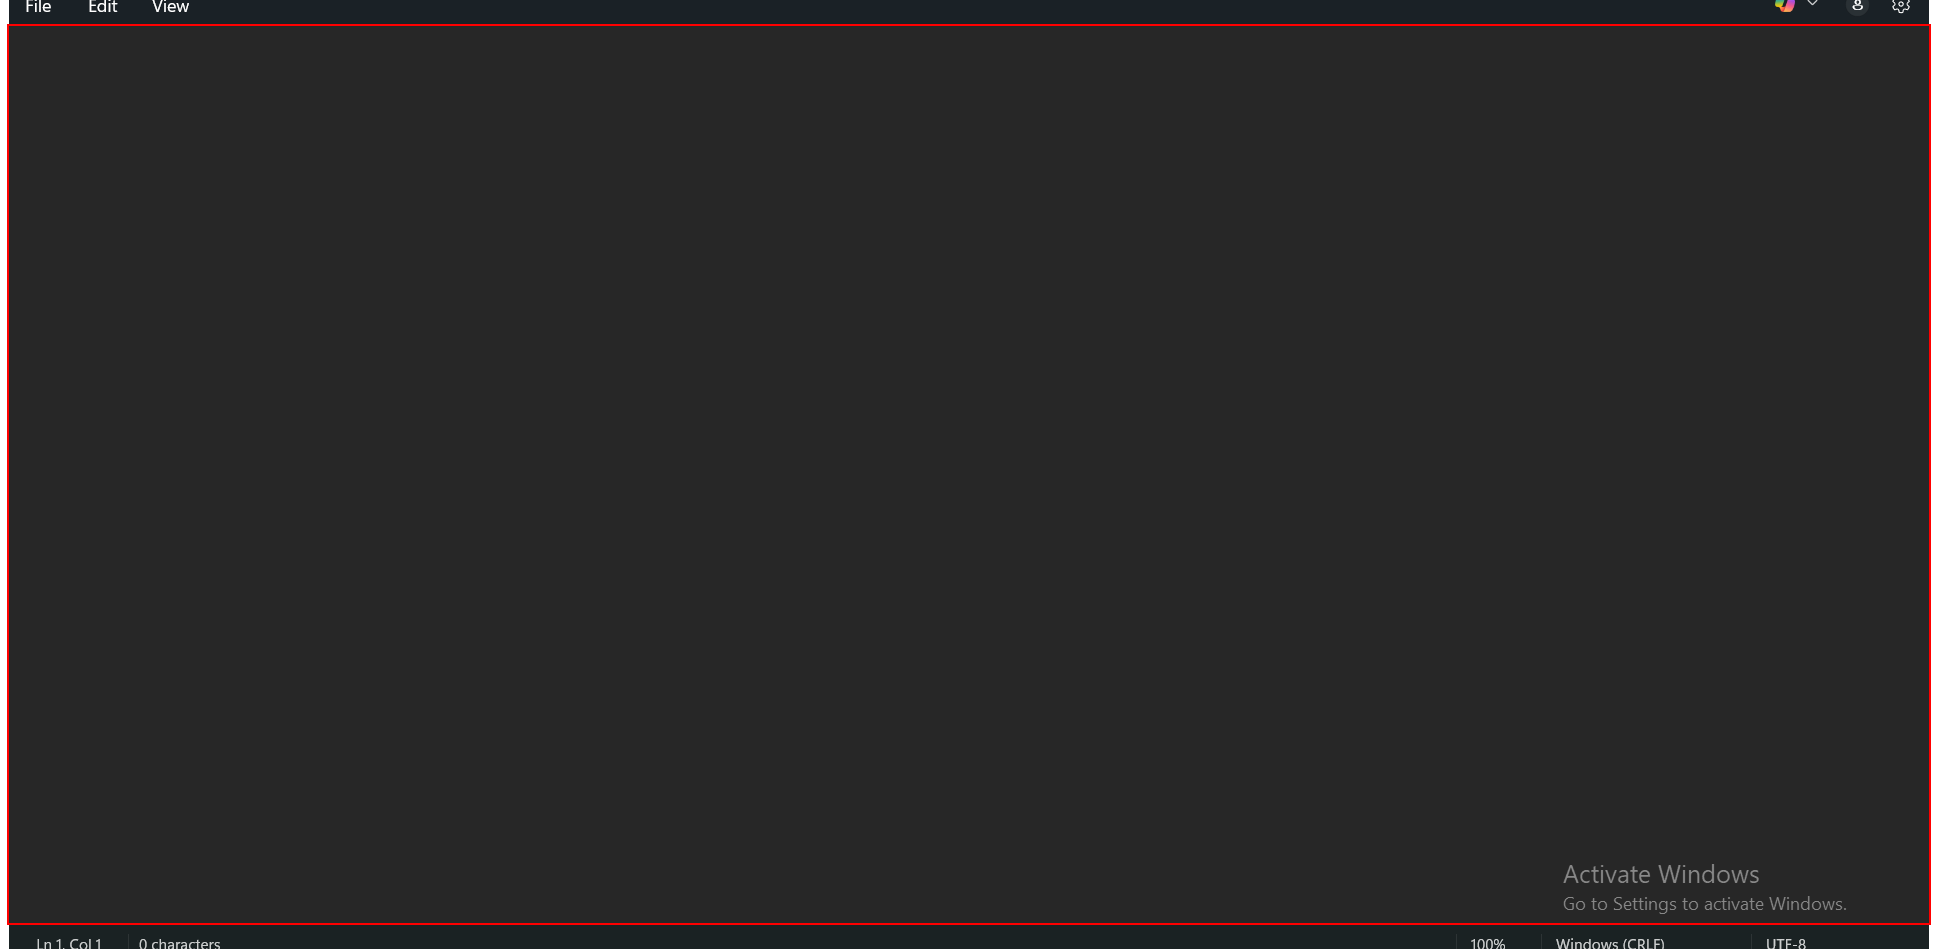 File Edit View
Activate Windows
Go to Settings to activate Windows.
Ln 1, Col 1 0 characters 100% Windows (CRLF) UTF-8